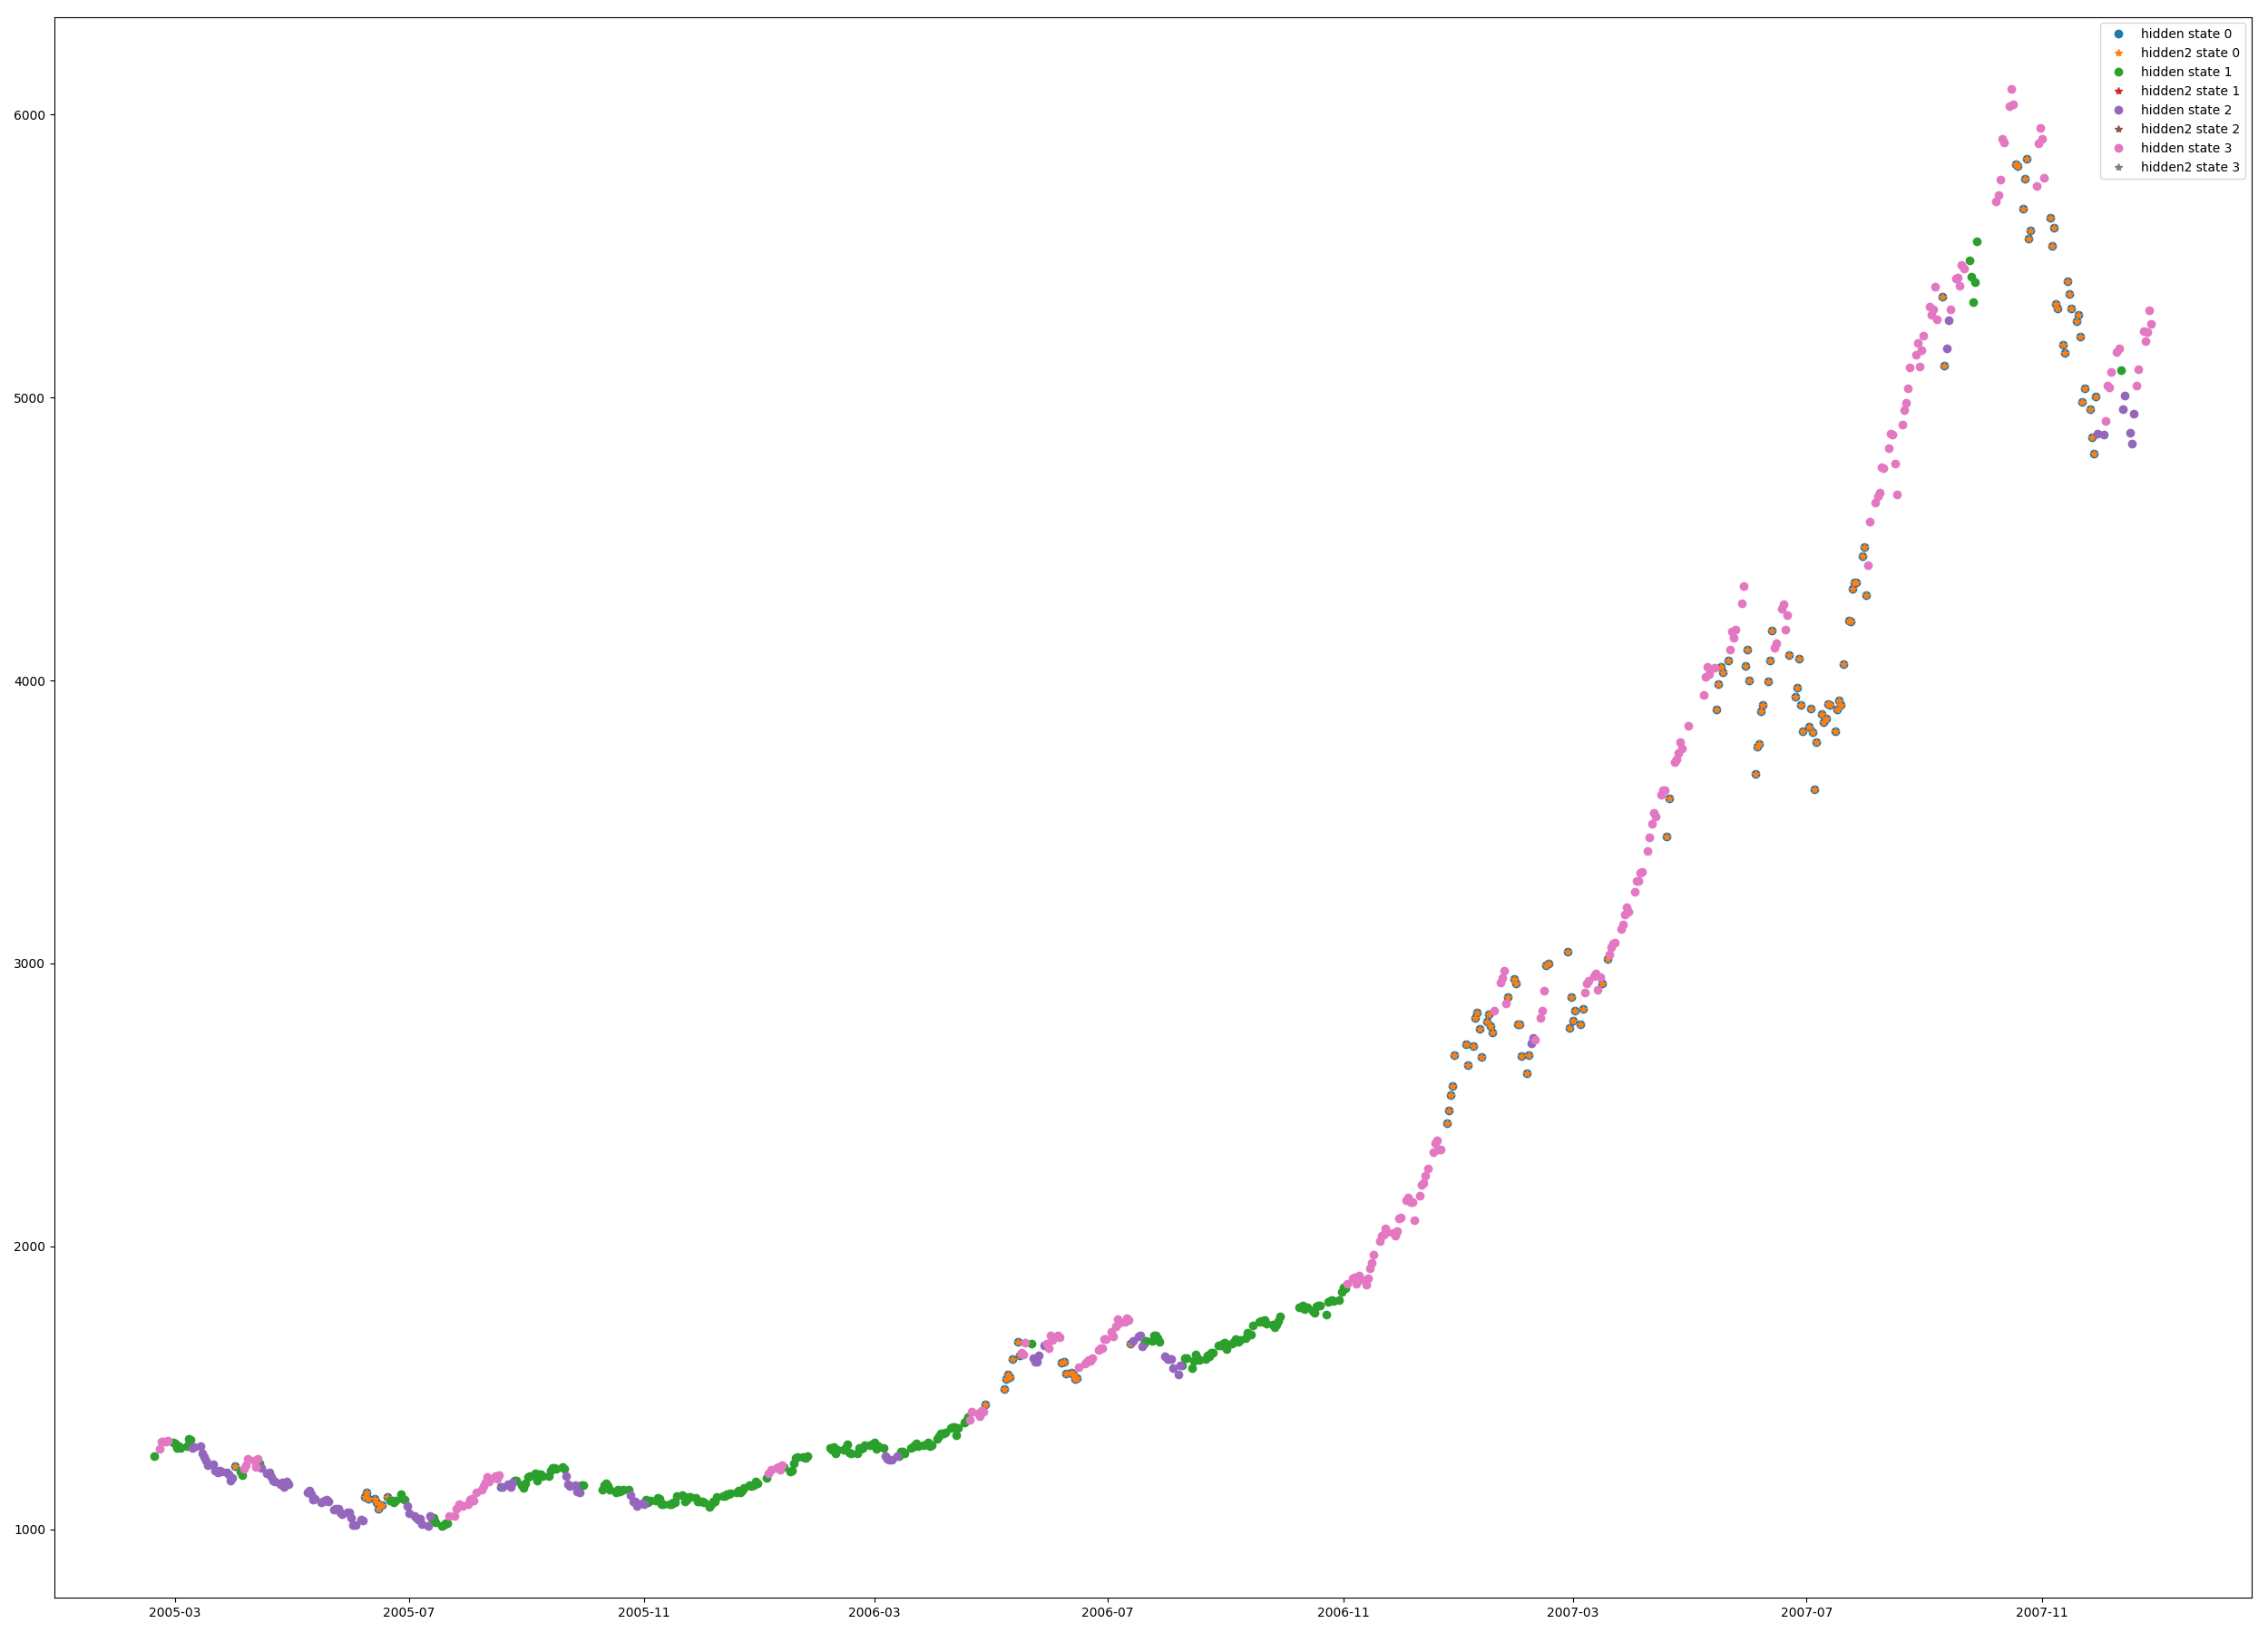 hidden state 0
hidden2 state 0
hidden state 1
hidden2 state 1
hidden state 2
hidden2 state 2
hidden state 3
hidden2 state 3
6000
5000
4000
3000
2000
1000
2005-03 2005-07 2005-11 2006-03 2006-07 2006-11 2007-03 2007-07 2007-11